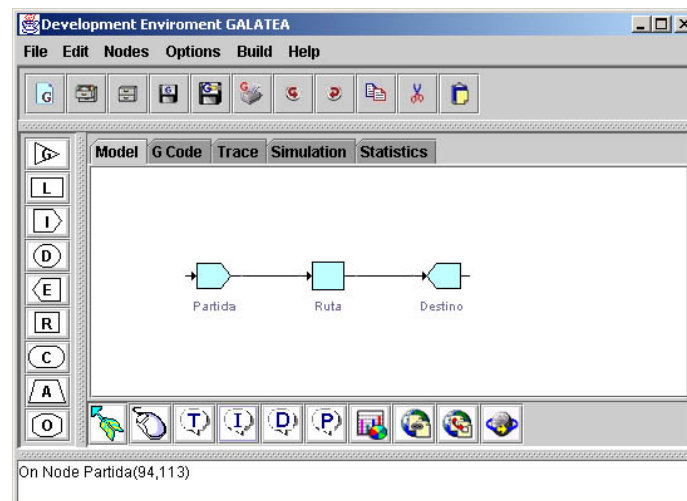 Development Enviroment GALATEA
File Edit Nodes Options Build Help
G G G G
Model G Code Trace Simulation Statistics
G
L
I
D
E
R
C
A
O
Partida Ruta Destino
T I D P
On Node Partida(94,113)